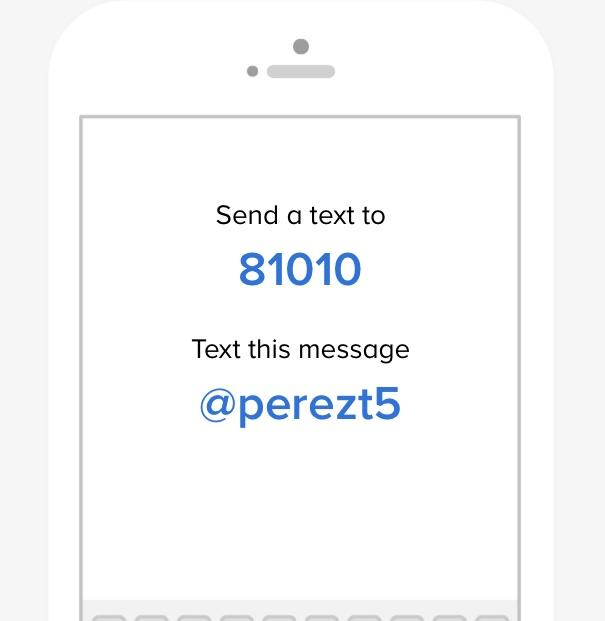 Send a text to
81010
Text this message
@perezt5